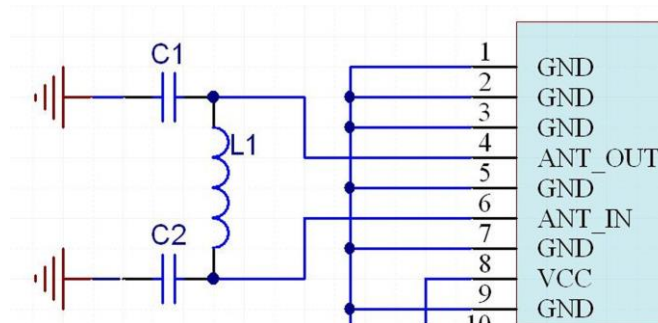 C1
L1
C2
1 GND
2 GND
3 GND
4 ANT_OUT
5 GND
6 ANT_IN
7 GND
8 VCC
9 GND
10